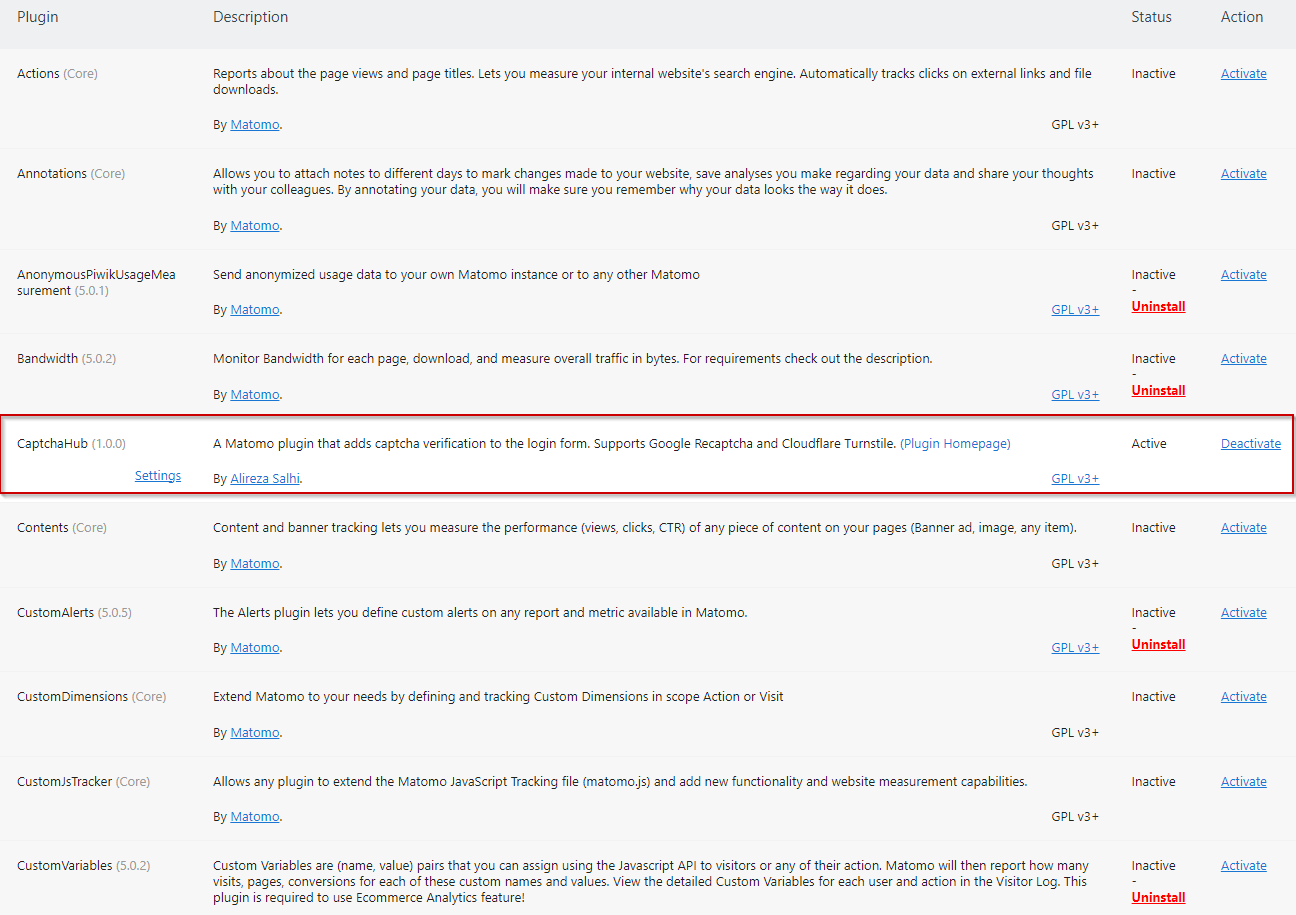 Plugin Description Status Action
Actions (Core) Reports about the page views and page titles. Lets you measure your internal website's search engine. Automatically tracks clicks on external links and file Inactive Activate
downloads.
By Matomo. GPL v3+
Annotations (Core) Allows you to attach notes to different days to mark changes made to your website, save analyses you make regarding your data and share your thoughts Inactive Activate
with your colleagues. By annotating your data, you will make sure you remember why your data looks the way it does.
By Matomo. GPL v3+
AnonymousPiwikUsageMea Send anonymized usage data to your own Matomo instance or to any other Matomo Inactive Activate
surement (5.0.1) -
By Matomo. GPL v3+ Uninstall
Bandwidth (5.0.2) Monitor Bandwidth for each page, download, and measure overall traffic in bytes. For requirements check out the description. Inactive Activate
-
By Matomo. GPL v3+ Uninstall
CaptchaHub (1.0.0) A Matomo plugin that adds captcha verification to the login form. Supports Google Recaptcha and Cloudflare Turnstile. (Plugin Homepage) Active Deactivate
Settings By Alireza Salhi. GPL v3+
Contents (Core) Content and banner tracking lets you measure the performance (views, clicks, CTR) of any piece of content on your pages (Banner ad, image, any item). Inactive Activate
By Matomo. GPL v3+
CustomAlerts (5.0.5) The Alerts plugin lets you define custom alerts on any report and metric available in Matomo. Inactive Activate
-
By Matomo. GPL v3+ Uninstall
CustomDimensions (Core) Extend Matomo to your needs by defining and tracking Custom Dimensions in scope Action or Visit Inactive Activate
By Matomo. GPL v3+
CustomJsTracker (Core) Allows any plugin to extend the Matomo JavaScript Tracking file (matomo.js) and add new functionality and website measurement capabilities. Inactive Activate
By Matomo. GPL v3+
CustomVariables (5.0.2) Custom Variables are (name, value) pairs that you can assign using the Javascript API to visitors or any of their action. Matomo will then report how many Inactive Activate
visits, pages, conversions for each of these custom names and values. View the detailed Custom Variables for each user and action in the Visitor Log. This -
plugin is required to use Ecommerce Analytics feature! Uninstall